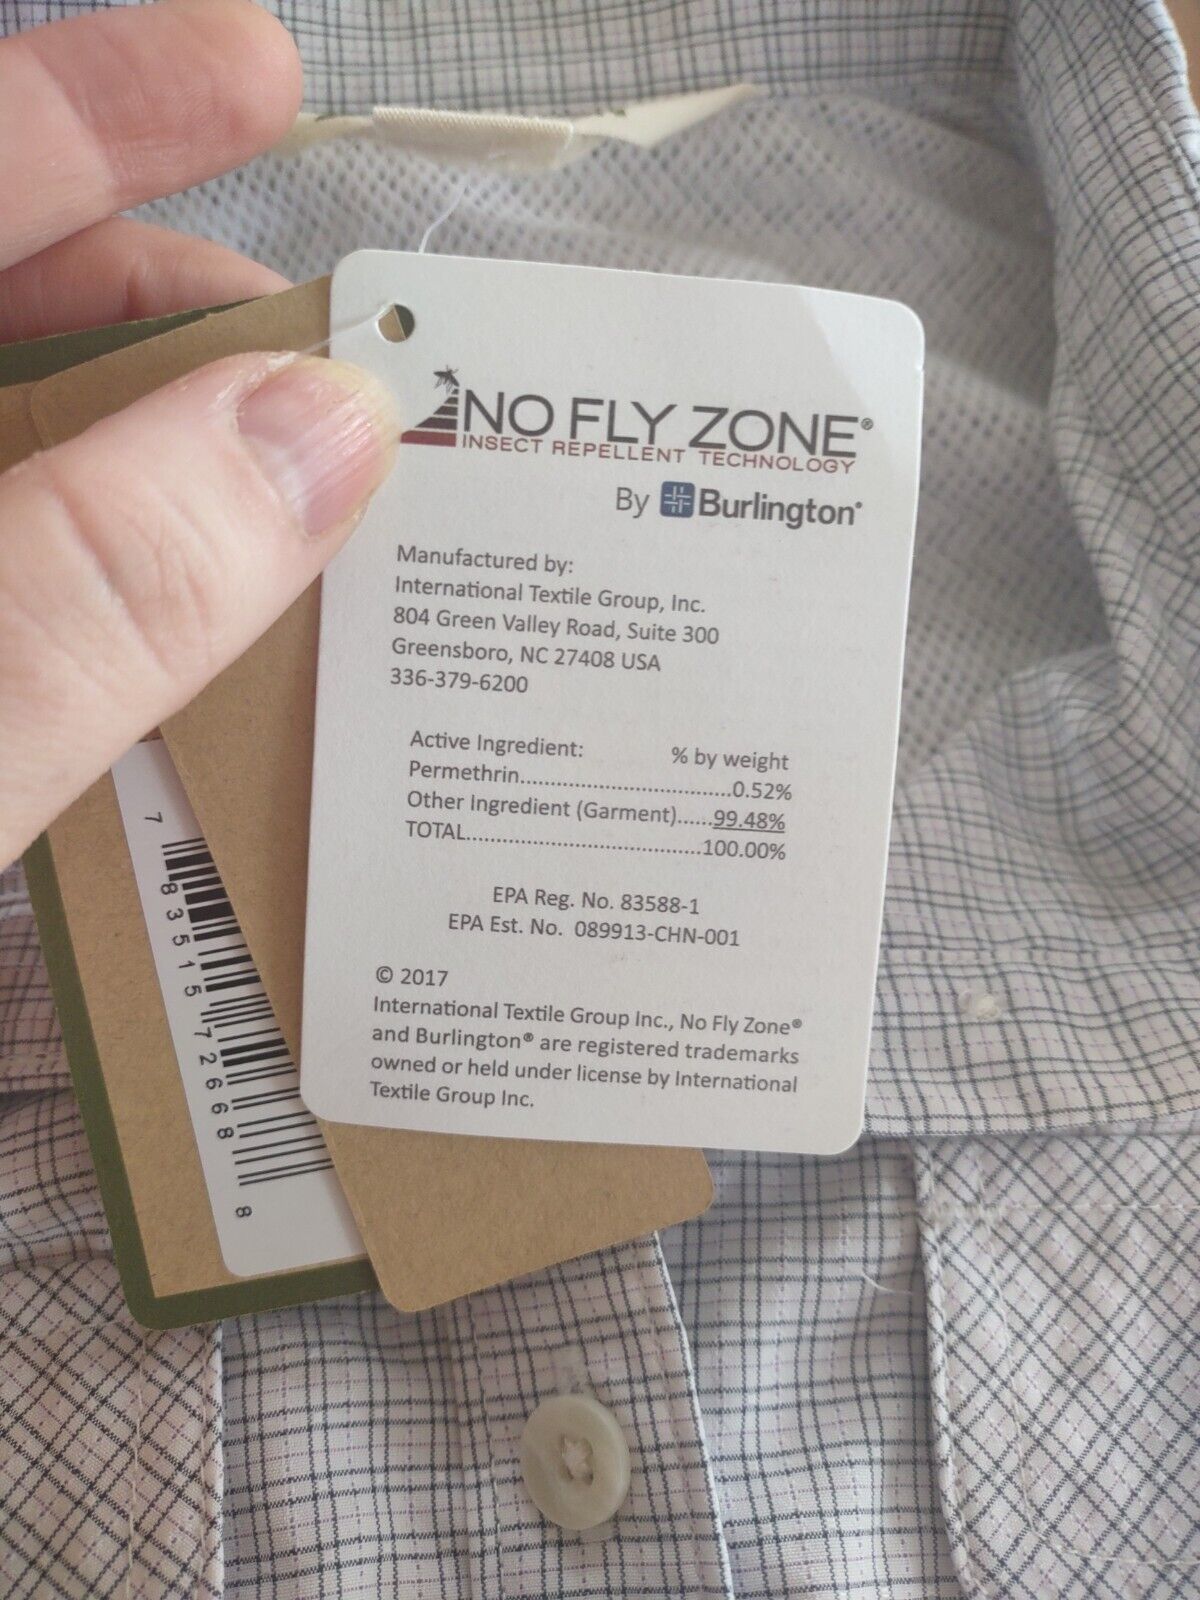 NO FLY ZONE®
INSECT REPELLENT TECHNOLOGY
By Burlington®
Manufactured by:
International Textile Group, Inc.
804 Green Valley Road, Suite 300
Greensboro, NC 27408 USA
336-379-6200
Active Ingredient: % by weight
Permethrin..................................0.52%
Other Ingredient (Garment)......99.48%
TOTAL......................................100.00%
EPA Reg. No. 83588-1
EPA Est. No. 089913-CHN-001
© 2017
International Textile Group Inc., No Fly Zone®
and Burlington® are registered trademarks
owned or held under license by International
Textile Group Inc.
7 83515 72668 8